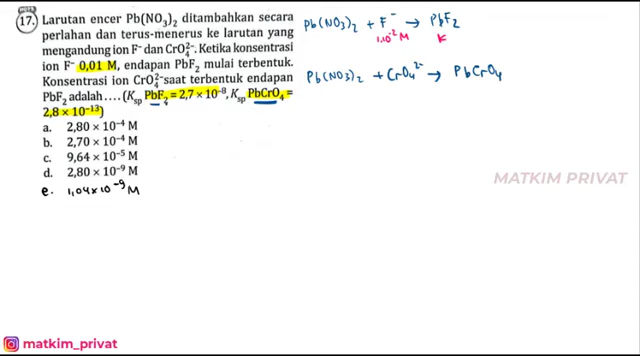 17. Larutan encer Pb(NO₃)₂ ditambahkan secara
perlahan dan terus-menerus ke larutan yang
mengandung ion F⁻ dan CrO₄²⁻. Ketika konsentrasi
ion F⁻ 0,01 M, endapan PbF₂ mulai terbentuk.
Konsentrasi ion CrO₄²⁻ saat terbentuk endapan
PbF₂ adalah .... (Ksp PbF₂ = 2,7 × 10⁻⁸, Ksp PbCrO₄ =
2,8 × 10⁻¹³)
a. 2,80 × 10⁻⁴ M
b. 2,70 × 10⁻⁴ M
c. 9,64 × 10⁻⁵ M
d. 2,80 × 10⁻⁹ M
e. 1,04 × 10⁻⁹ M
Pb(NO₃)₂ + F⁻ → PbF₂
1.10⁻² M K
Pb(NO₃)₂ + CrO₄²⁻ → PbCrO₄
MATKIM PRIVAT
matkim_privat